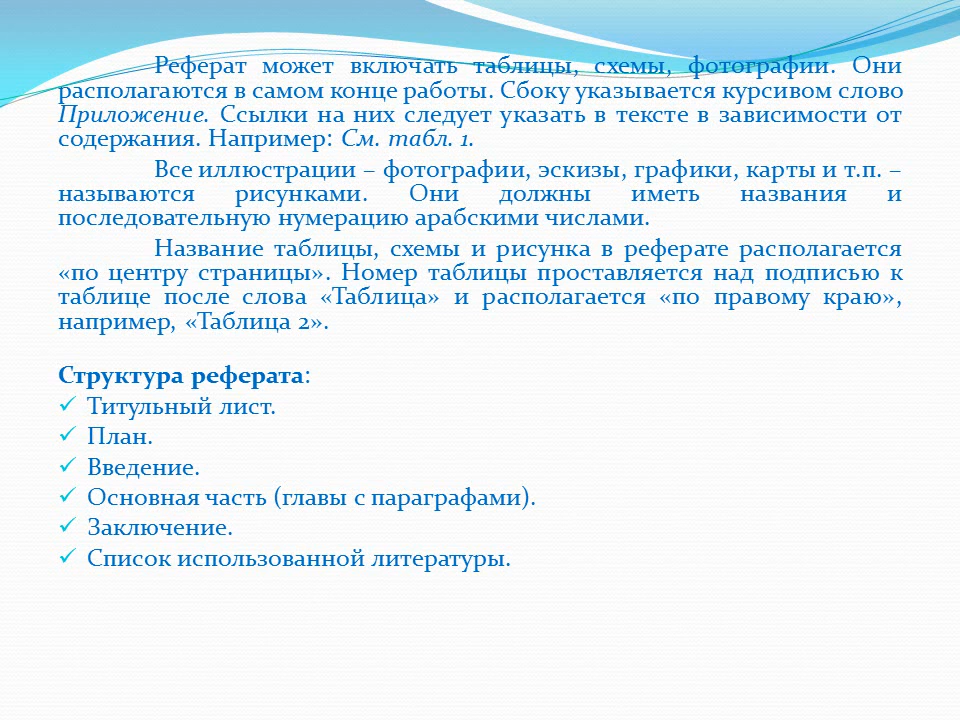 Реферат может включать таблицы, схемы, фотографии. Они
располагаются в самом конце работы. Сбоку указывается курсивом слово
Приложение. Ссылки на них следует указать в тексте в зависимости от
содержания. Например: См. табл. 1.
Все иллюстрации – фотографии, эскизы, графики, карты и т.п. –
называются рисунками. Они должны иметь названия и
последовательную нумерацию арабскими числами.
Название таблицы, схемы и рисунка в реферате располагается
«по центру страницы». Номер таблицы проставляется над подписью к
таблице после слова «Таблица» и располагается «по правому краю»,
например, «Таблица 2».
Структура реферата:
✓ Титульный лист.
✓ План.
✓ Введение.
✓ Основная часть (главы с параграфами).
✓ Заключение.
✓ Список использованной литературы.